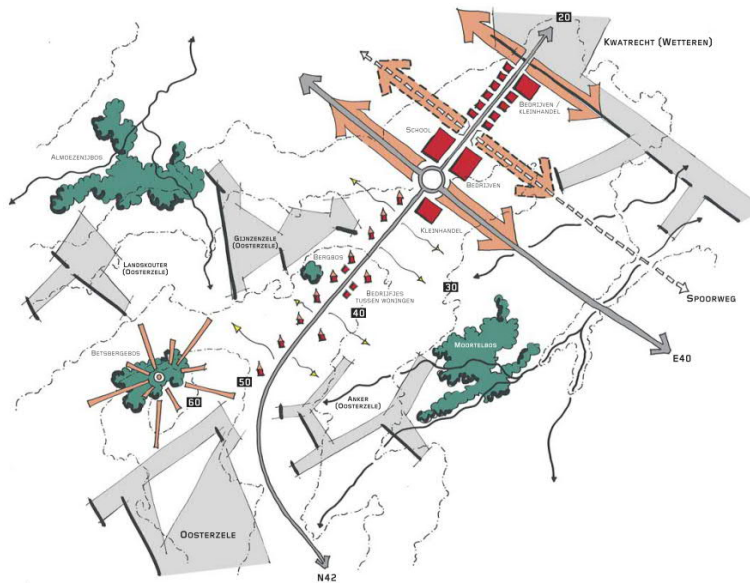 20
Kwatrecht (Wetteren)
Bedrijven /
kleinhandel
School
Almoezenijbos
Bedrijven
Kleinhandel
Gijnzenzele
(Oosterzele)
Bergbos
Landskouter
(Oosterzele)
30
Bedrijfjes
tussen woningen
Spoorweg
40
Betsbergebos
Moortelbos
E40
50
60
Anker
(Oosterzele)
Oosterzele
N42